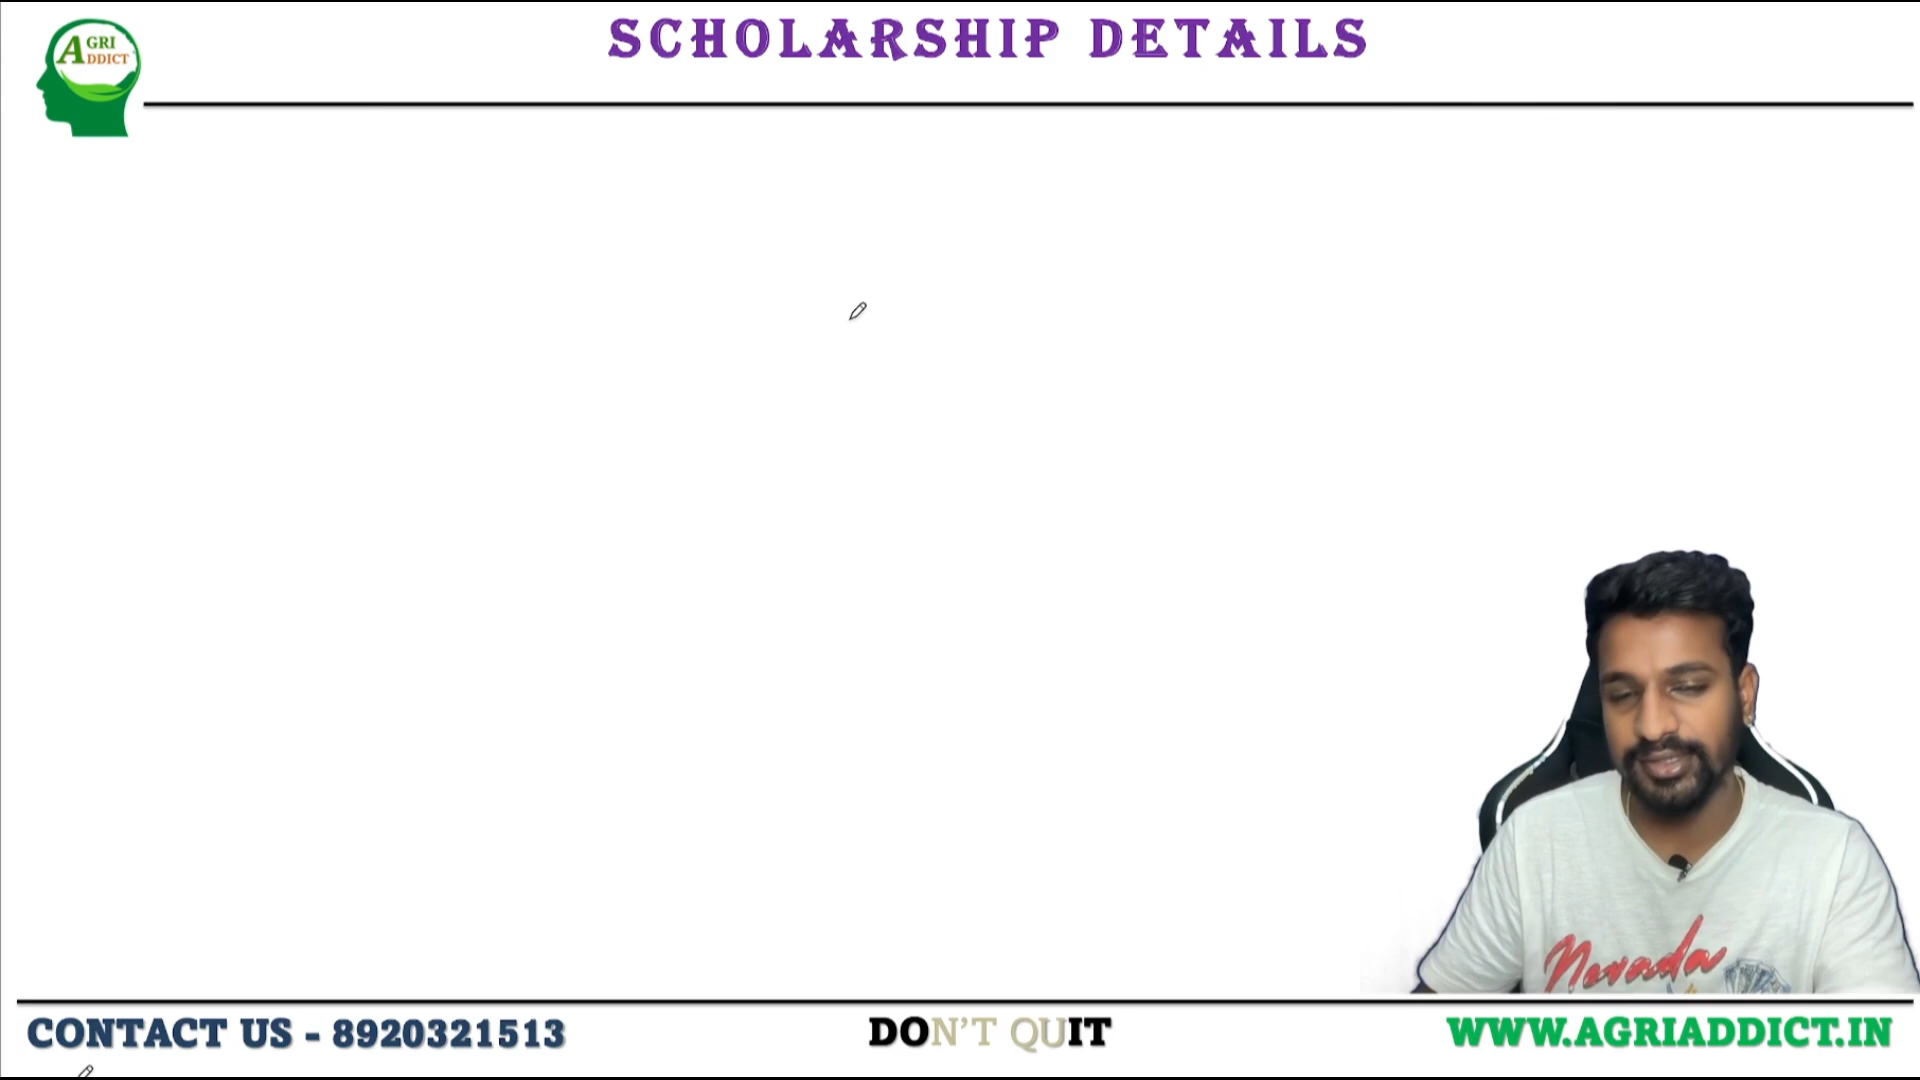 AGRI
ADDICT
SCHOLARSHIP DETAILS
Nevada
CONTACT US - 8920321513
DON'T QUIT
WWW.AGRIADDICT.IN